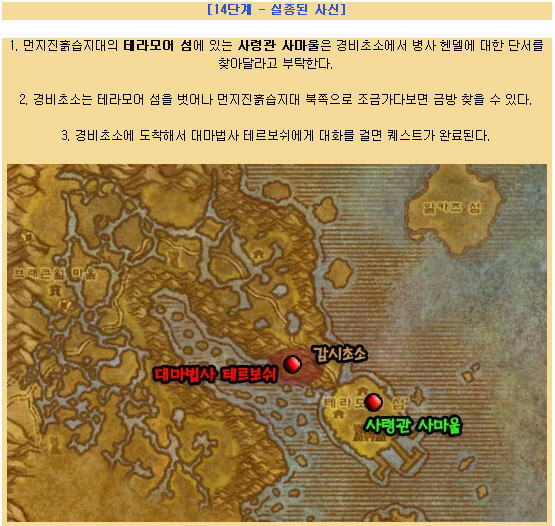 [14단계 - 실종된 사신]
1. 먼지진흙습지대의 테라모어 섬에 있는 사령관 사마울은 경비초소에서 병사 헨델에 대한 단서를
찾아달라고 부탁한다.
2. 경비초소는 테라모어 섬을 벗어나 먼지진흙습지대 북쪽으로 조금가다보면 금방 찾을 수 있다.
3. 경비초소에 도착해서 대마법사 테르보쉬에게 대화를 걸면 퀘스트가 완료된다.
알카즈 섬
브래큰월 마을
감시초소
대마법사 테르보쉬
테라모어 섬
사령관 사마울